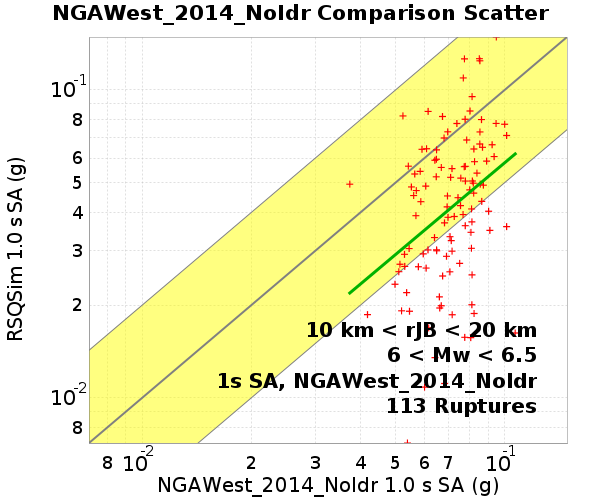 NGAWest_2014_NoIdr Comparison Scatter
RSQSim 1.0 s SA (g)
10⁻¹
8
6
5
4
3
2
10⁻²
8
10 km < rJB < 20 km
6 < Mw < 6.5
1s SA, NGAWest_2014_NoIdr
113 Ruptures
8 10⁻² 2 3 4 5 6 7 8 10⁻¹
NGAWest_2014_NoIdr 1.0 s SA (g)